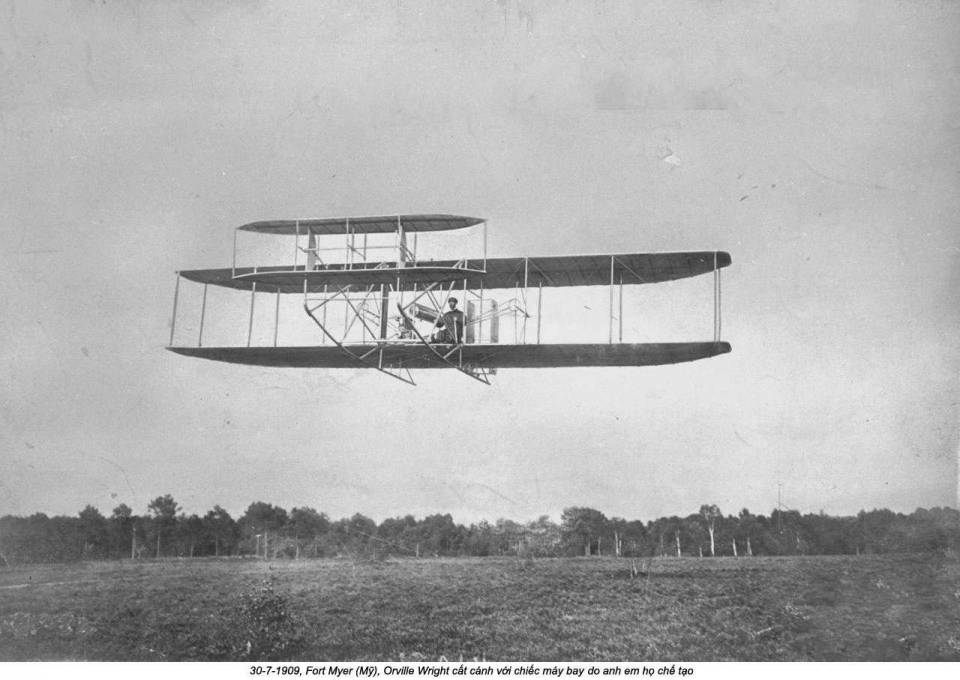 30-7-1909, Fort Myer (Mỹ), Orville Wright cất cánh với chiếc máy bay do anh em họ chế tạo